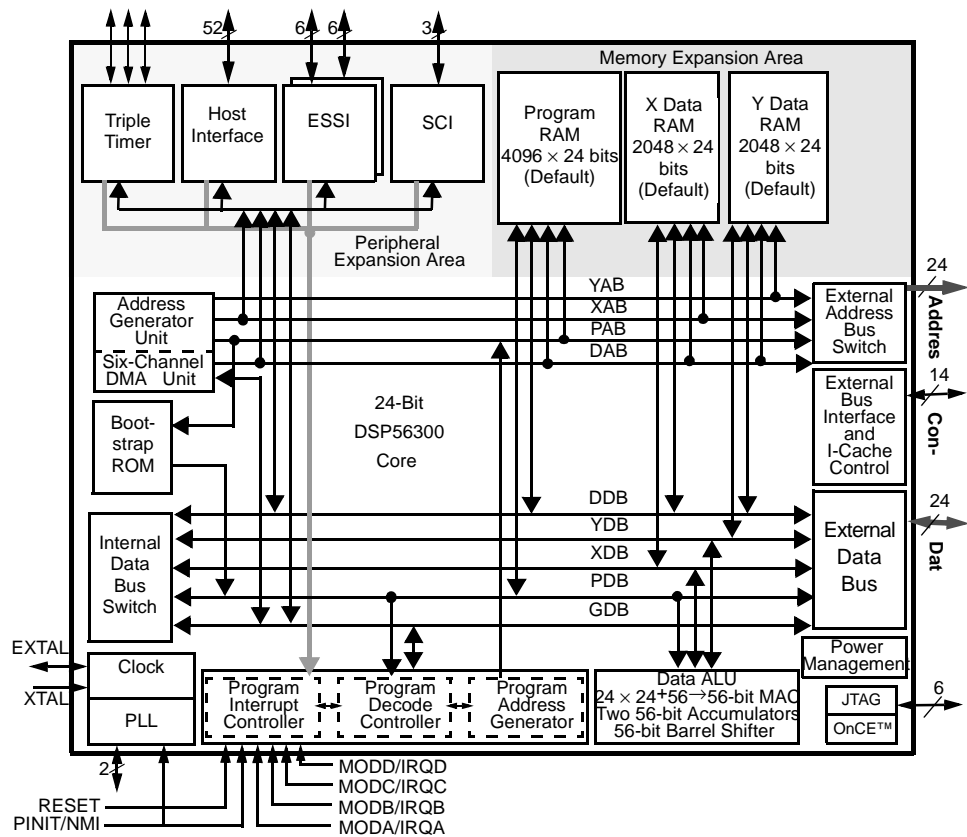 52
6
6
3
Memory Expansion Area
Triple
Timer
Host
Interface
ESSI
SCI
Program
RAM
4096 × 24 bits
(Default)
X Data
RAM
2048 × 24
bits
(Default)
Y Data
RAM
2048 × 24
bits
(Default)
Peripheral
Expansion Area
Address
Generator
Unit
Six-Channel
DMA Unit
YAB
XAB
PAB
DAB
External
Address
Bus
Switch
24
Addres
Boot-
strap
ROM
24-Bit
DSP56300
Core
External
Bus
Interface
and
I-Cache
Control
14
Con-
Internal
Data
Bus
Switch
DDB
YDB
XDB
PDB
GDB
External
Data
Bus
24
Dat
EXTAL
XTAL
Clock
PLL
2
Program
Interrupt
Controller
Program
Decode
Controller
Program
Address
Generator
Data ALU
24 × 24+56→56-bit MAC
Two 56-bit Accumulators
56-bit Barrel Shifter
Power
Management
JTAG
OnCE™
6
MODD/IRQD
MODC/IRQC
MODB/IRQB
MODA/IRQA
RESET
PINIT/NMI